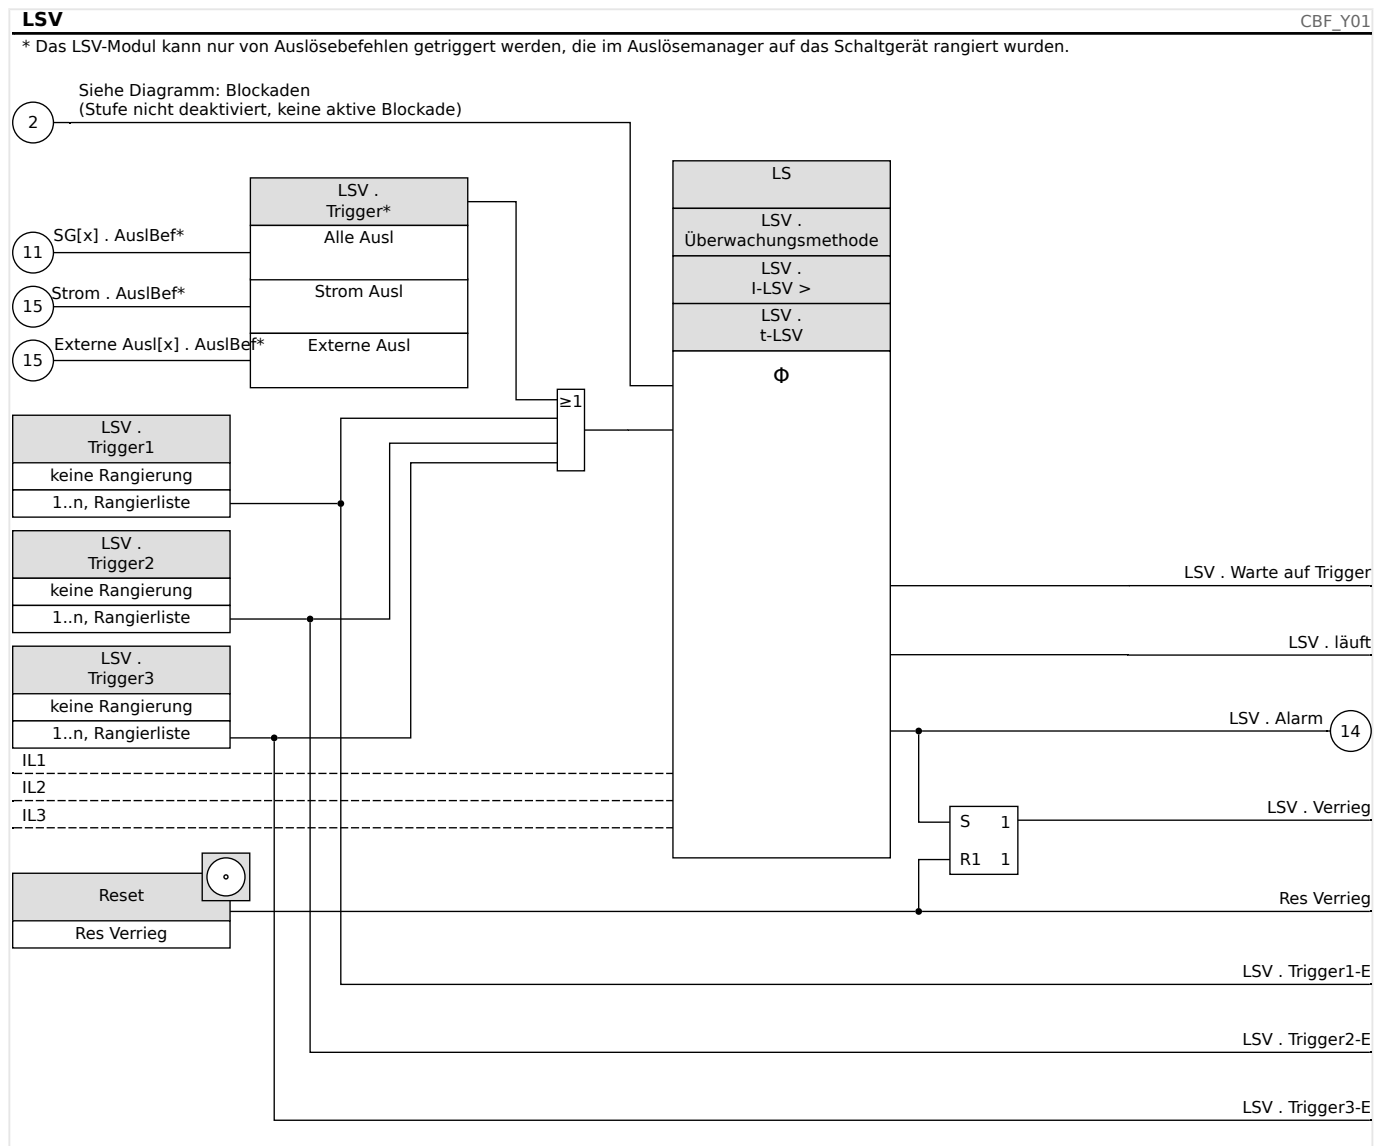 LSV
CBF_Y01
* Das LSV-Modul kann nur von Auslösebefehlen getriggert werden, die im Auslösemanager auf das Schaltgerät rangiert wurden.
Siehe Diagramm: Blockaden
(Stufe nicht deaktiviert, keine aktive Blockade)
2
LS
LSV .
Trigger*
LSV .
Überwachungsmethode
SG[x] . AuslBef*
11
Alle Ausl
LSV .
I-LSV >
Strom . AuslBef*
15
Strom Ausl
LSV .
t-LSV
Externe Ausl[x] . AuslBef*
15
Externe Ausl
Φ
≥1
LSV .
Trigger1
keine Rangierung
1..n, Rangierliste
LSV .
Trigger2
keine Rangierung
1..n, Rangierliste
LSV . Warte auf Trigger
LSV . läuft
LSV .
Trigger3
keine Rangierung
1..n, Rangierliste
LSV . Alarm
14
IL1
IL2
IL3
LSV . Verrieg
S 1
R1 1
Reset
Res Verrieg
Res Verrieg
LSV . Trigger1-E
LSV . Trigger2-E
LSV . Trigger3-E